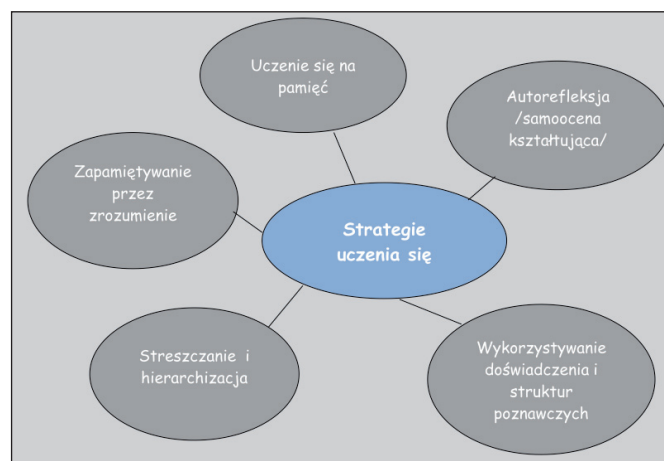 Uczenie się na
pamięć
Autorefleksja
/samoocena
kształtująca/
Zapamiętywanie
przez
zrozumienie
Strategie
uczenia się
Streszczanie i
hierarchizacja
Wykorzystywanie
doświadczenia i
struktur
poznawczych